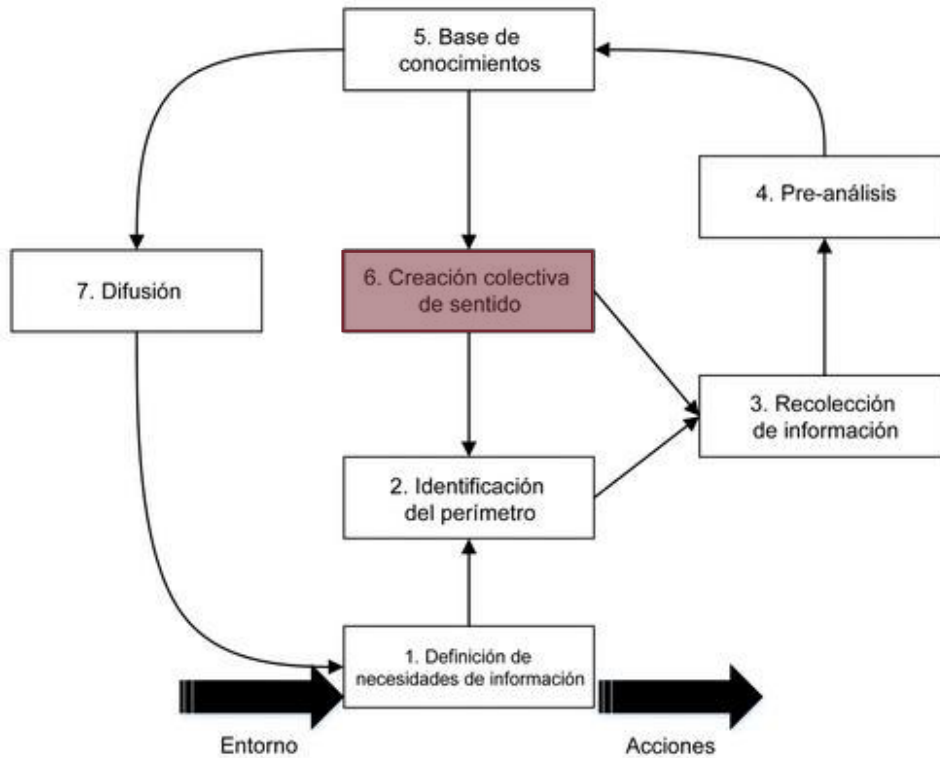 5. Base de
conocimientos
4. Pre-análisis
7. Difusión
6. Creación colectiva
de sentido
3. Recolección
de información
2. Identificación
del perímetro
1. Definición de
necesidades de información
Entorno
Acciones